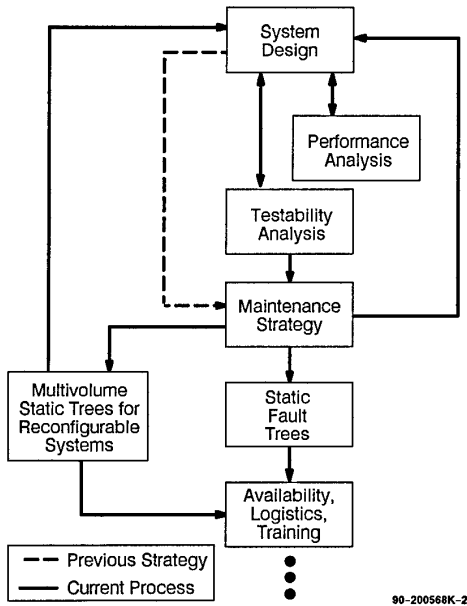 System
Design
Performance
Analysis
Testability
Analysis
Maintenance
Strategy
Multivolume
Static Trees for
Reconfigurable
Systems
Static
Fault
Trees
Availability,
Logistics,
Training
Previous Strategy
Current Process
90-200568K-2